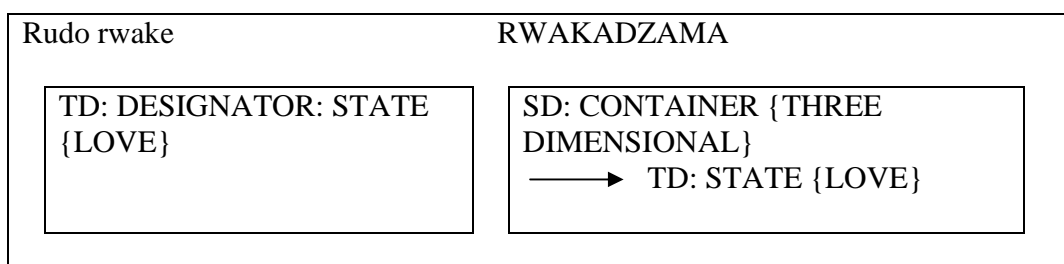 Rudo rwake RWAKADZAMA
TD: DESIGNATOR: STATE
{LOVE}
SD: CONTAINER {THREE
DIMENSIONAL}
TD: STATE {LOVE}